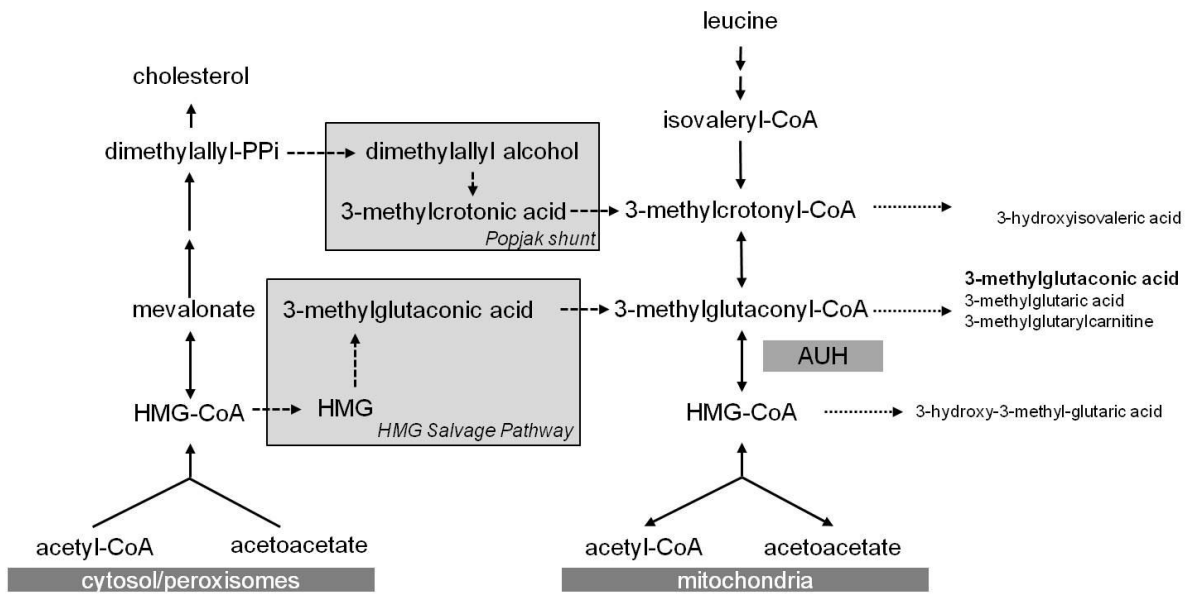 leucine
cholesterol
isovaleryl-CoA
dimethylallyl-PPi
dimethylallyl alcohol
3-methylcrotonic acid
3-methylcrotonyl-CoA
3-hydroxyisovaleric acid
Popjak shunt
mevalonate
3-methylglutaconic acid
3-methylglutaconyl-CoA
3-methylglutaconic acid
3-methylglutaric acid
3-methylglutarylcarnitine
AUH
HMG-CoA
HMG
HMG-CoA
3-hydroxy-3-methyl-glutaric acid
HMG Salvage Pathway
acetyl-CoA
acetoacetate
acetyl-CoA
acetoacetate
cytosol/peroxisomes
mitochondria